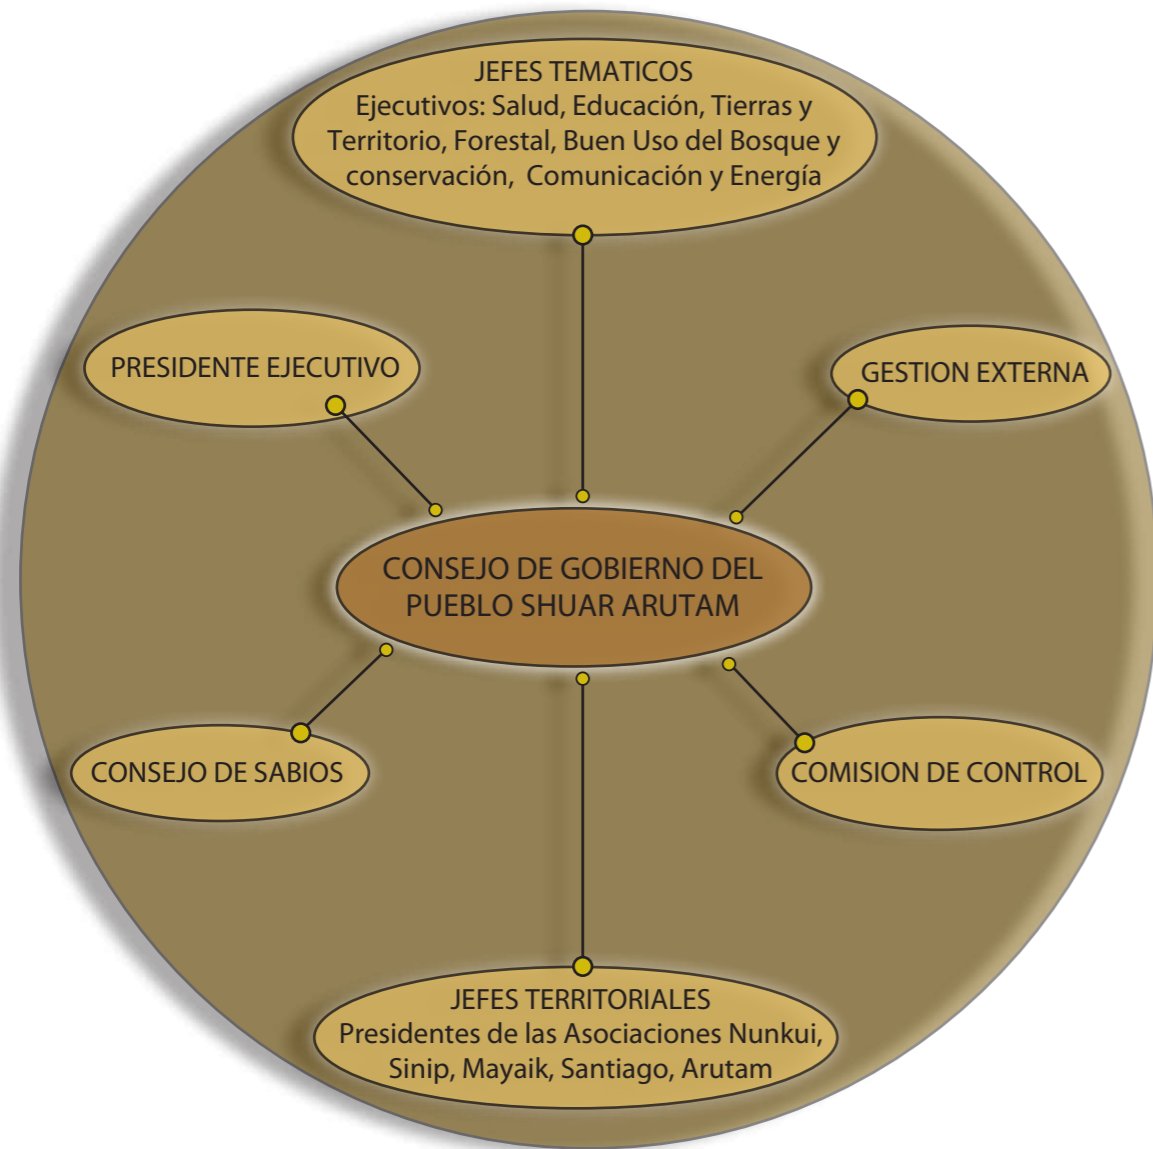 JEFES TEMATICOS
Ejecutivos: Salud, Educación, Tierras y
Territorio, Forestal, Buen Uso del Bosque y
conservación, Comunicación y Energía
PRESIDENTE EJECUTIVO
GESTION EXTERNA
CONSEJO DE GOBIERNO DEL
PUEBLO SHUAR ARUTAM
CONSEJO DE SABIOS
COMISION DE CONTROL
JEFES TERRITORIALES
Presidentes de las Asociaciones Nunkui,
Sinip, Mayaik, Santiago, Arutam